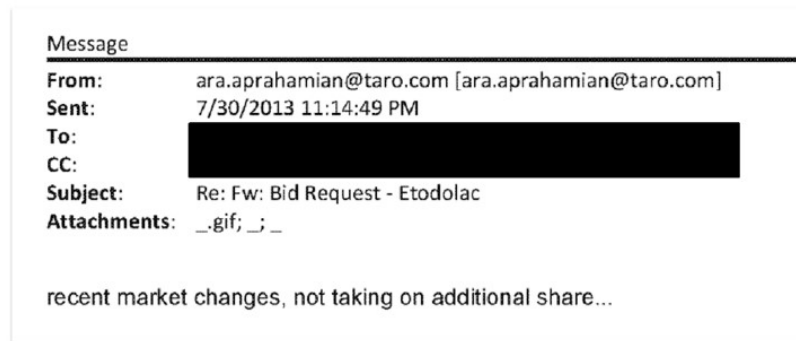 Message
From: ara.aprahamian@taro.com [ara.aprahamian@taro.com]
Sent: 7/30/2013 11:14:49 PM
To:
CC:
Subject: Re: Fw: Bid Request - Etodolac
Attachments: _.gif; _; _
recent market changes, not taking on additional share...